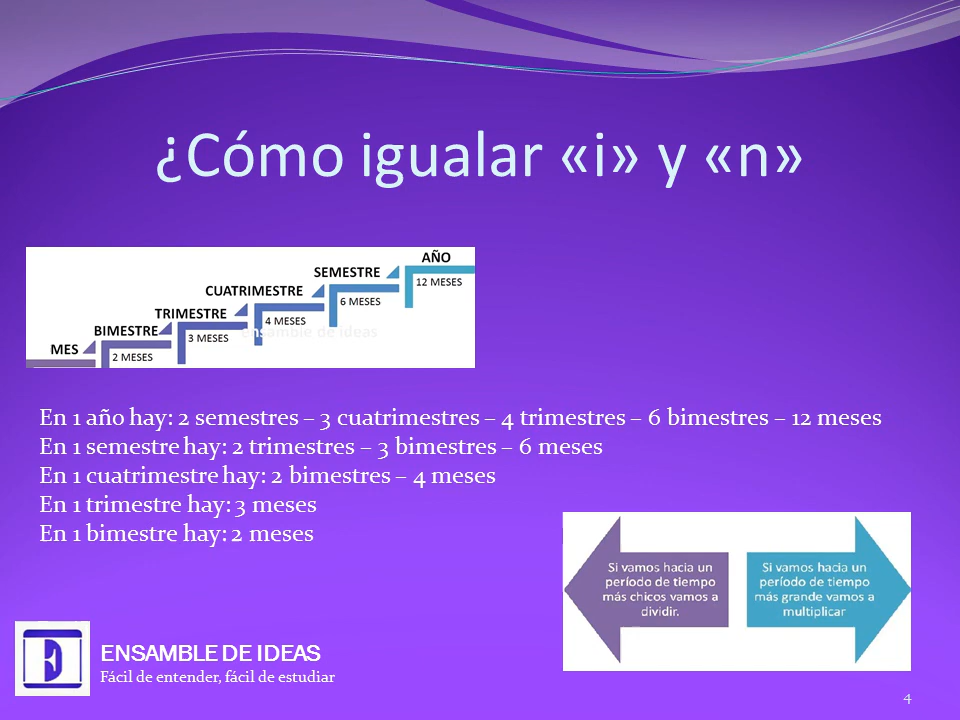 ¿Cómo igualar «i» y «n»
AÑO
SEMESTRE
12 MESES
CUATRIMESTRE
6 MESES
TRIMESTRE
4 MESES
ensamble de ideas
BIMESTRE
3 MESES
MES
2 MESES
En 1 año hay: 2 semestres – 3 cuatrimestres – 4 trimestres – 6 bimestres – 12 meses
En 1 semestre hay: 2 trimestres – 3 bimestres – 6 meses
En 1 cuatrimestre hay: 2 bimestres – 4 meses
En 1 trimestre hay: 3 meses
En 1 bimestre hay: 2 meses
Si vamos hacia un
período de tiempo
más chicos vamos a
dividir.
Si vamos hacia un
período de tiempo
más grande vamos a
multiplicar
ENSAMBLE DE IDEAS
Fácil de entender, fácil de estudiar
4